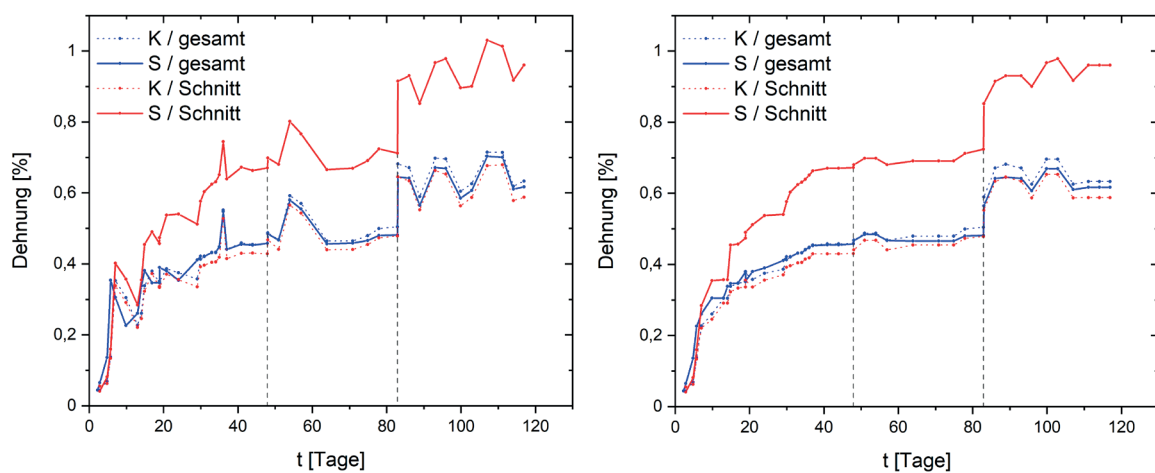 K / gesamt
S / gesamt
K / Schnitt
S / Schnitt
Dehnung [%]
1
0,8
0,6
0,4
0,2
0
0 20 40 60 80 100 120
t [Tage]
K / gesamt
S / gesamt
K / Schnitt
S / Schnitt
Dehnung [%]
1
0,8
0,6
0,4
0,2
0
0 20 40 60 80 100 120
t [Tage]